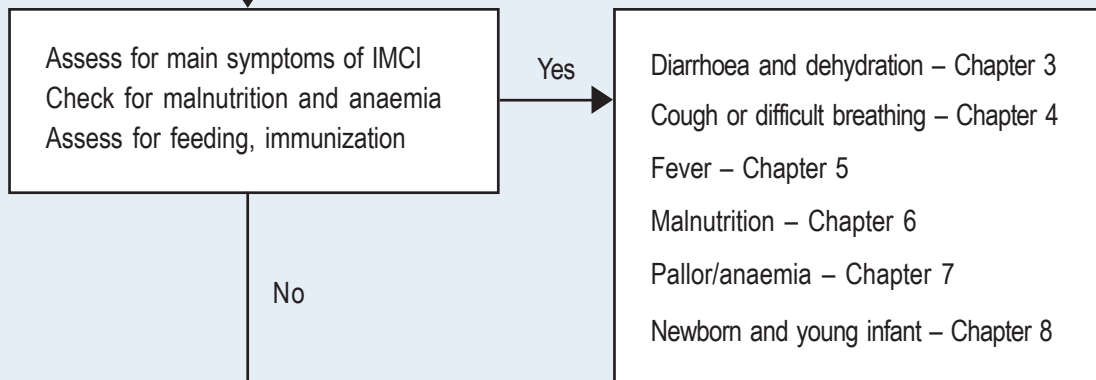 Assess for main symptoms of IMCI
Check for malnutrition and anaemia
Assess for feeding, immunization
Yes
Diarrhoea and dehydration – Chapter 3
Cough or difficult breathing – Chapter 4
Fever – Chapter 5
Malnutrition – Chapter 6
Pallor/anaemia – Chapter 7
Newborn and young infant – Chapter 8
No